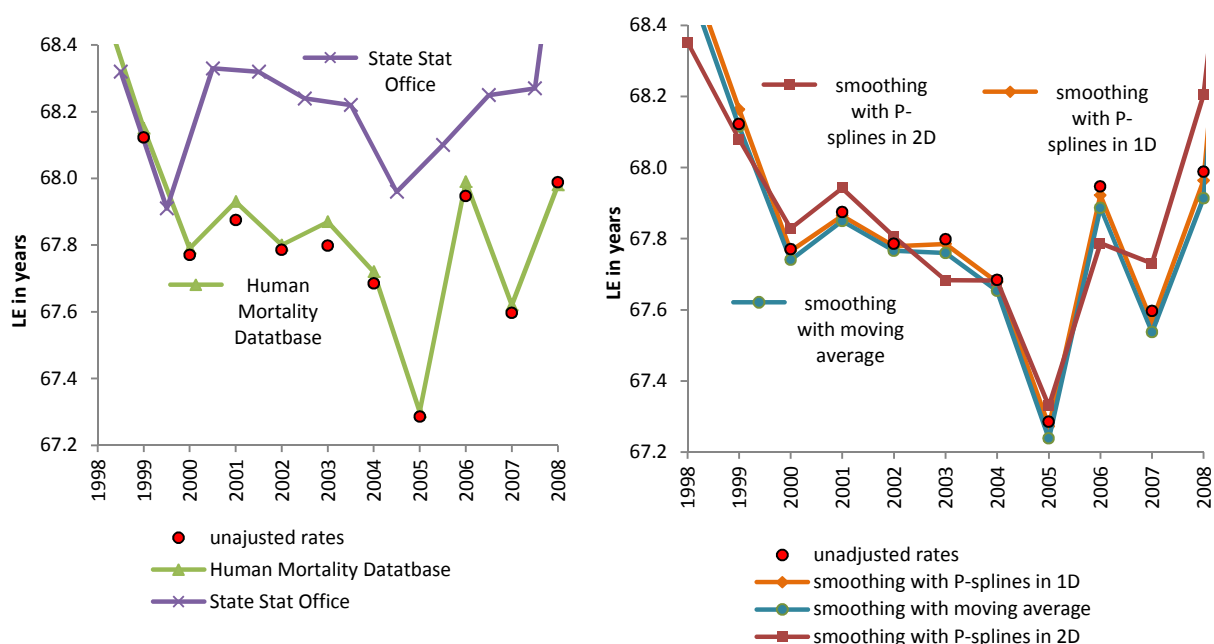 68.4
68.2
68.0
67.8
67.6
67.4
67.2
LE in years
State Stat
Office
Human
Mortality
Datatbase
1998
1999
2000
2001
2002
2003
2004
2005
2006
2007
2008
unajusted rates
Human Mortality Datatbase
State Stat Office
68.4
68.2
68.0
67.8
67.6
67.4
67.2
LE in years
smoothing
with P-
splines in 2D
smoothing
with P-
splines in 1D
smoothing
with moving
average
1998
1999
2000
2001
2002
2003
2004
2005
2006
2007
2008
unadjusted rates
smoothing with P-splines in 1D
smoothing with moving average
smoothing with P-splines in 2D